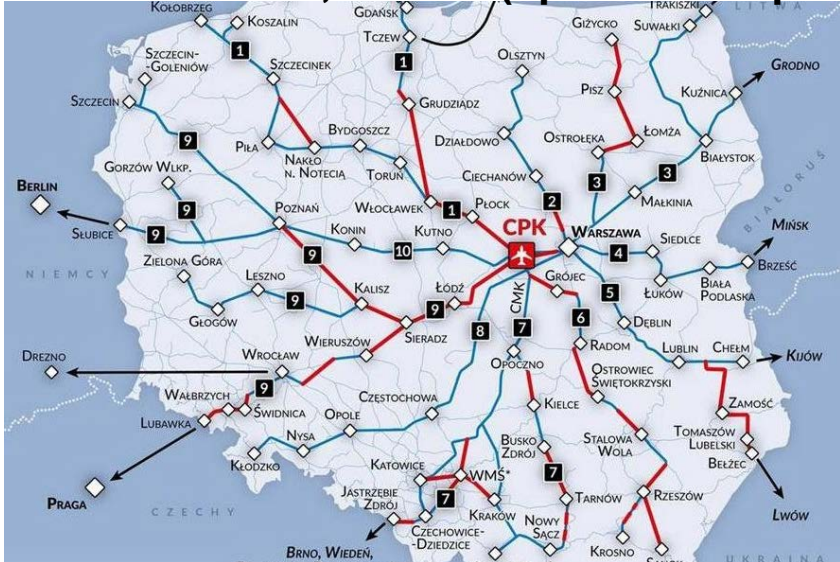 KOŁOBRZEG
KOSZALIN
GDAŃSK
TCZEW
GIŻYCKO
TRAKISZKI
SUWAŁKI
LITWA
1
1
SZCZECIN-
-GOLENIÓW
SZCZECINEK
OLSZTYN
GRODNO
SZCZECIN
GRUDZIĄDZ
PISZ
KUŹNICA
9
PIŁA
BYDGOSZCZ
DZIAŁDOWO
OSTROŁĘKA
ŁOMŻA
NAKŁO
N. NOTECIĄ
TORUŃ
BIAŁYSTOK
GORZÓW WLKP.
CIECHANÓW
3
3
BERLIN
9
WŁOCŁAWEK
1
PŁOCK
2
MAŁKINIA
BIAŁORUŚ
POZNAŃ
CPK
WARSZAWA
SŁUBICE
9
KONIN
KUTNO
MIŃSK
9
10
4
SIEDLCE
BRZEŚĆ
NIEMCY
ZIELONA GÓRA
LESZNO
GRÓJEC
ŁUKÓW
BIAŁA
PODLASKA
9
KALISZ
ŁÓDŹ
CMK
5
GŁOGÓW
9
8
7
6
DĘBLIN
SIERADZ
WIERUSZÓW
RADOM
DREZNO
WROCŁAW
OPOCZNO
LUBLIN
CHEŁM
KIJÓW
9
OSTROWIEC
ŚWIĘTOKRZYSKI
WAŁBRZYCH
ŚWIDNICA
CZĘSTOCHOWA
KIELCE
ZAMOŚĆ
LUBAWKA
OPOLE
STALOWA
WOLA
TOMASZÓW
LUBELSKI
NYSA
BUSKO
ZDRÓJ
BEŁŻEC
KŁODZKO
KATOWICE
WMŚ*
7
PRAGA
JASTRZĘBIE
ZDRÓJ
7
TARNÓW
RZESZÓW
CZECHY
KRAKÓW
LWÓW
CZECHOWICE-
-DZIEDZICE
NOWY
SĄCZ
KROSNO
BRNO, WIEDEŃ,
SANOK
UKRAINA